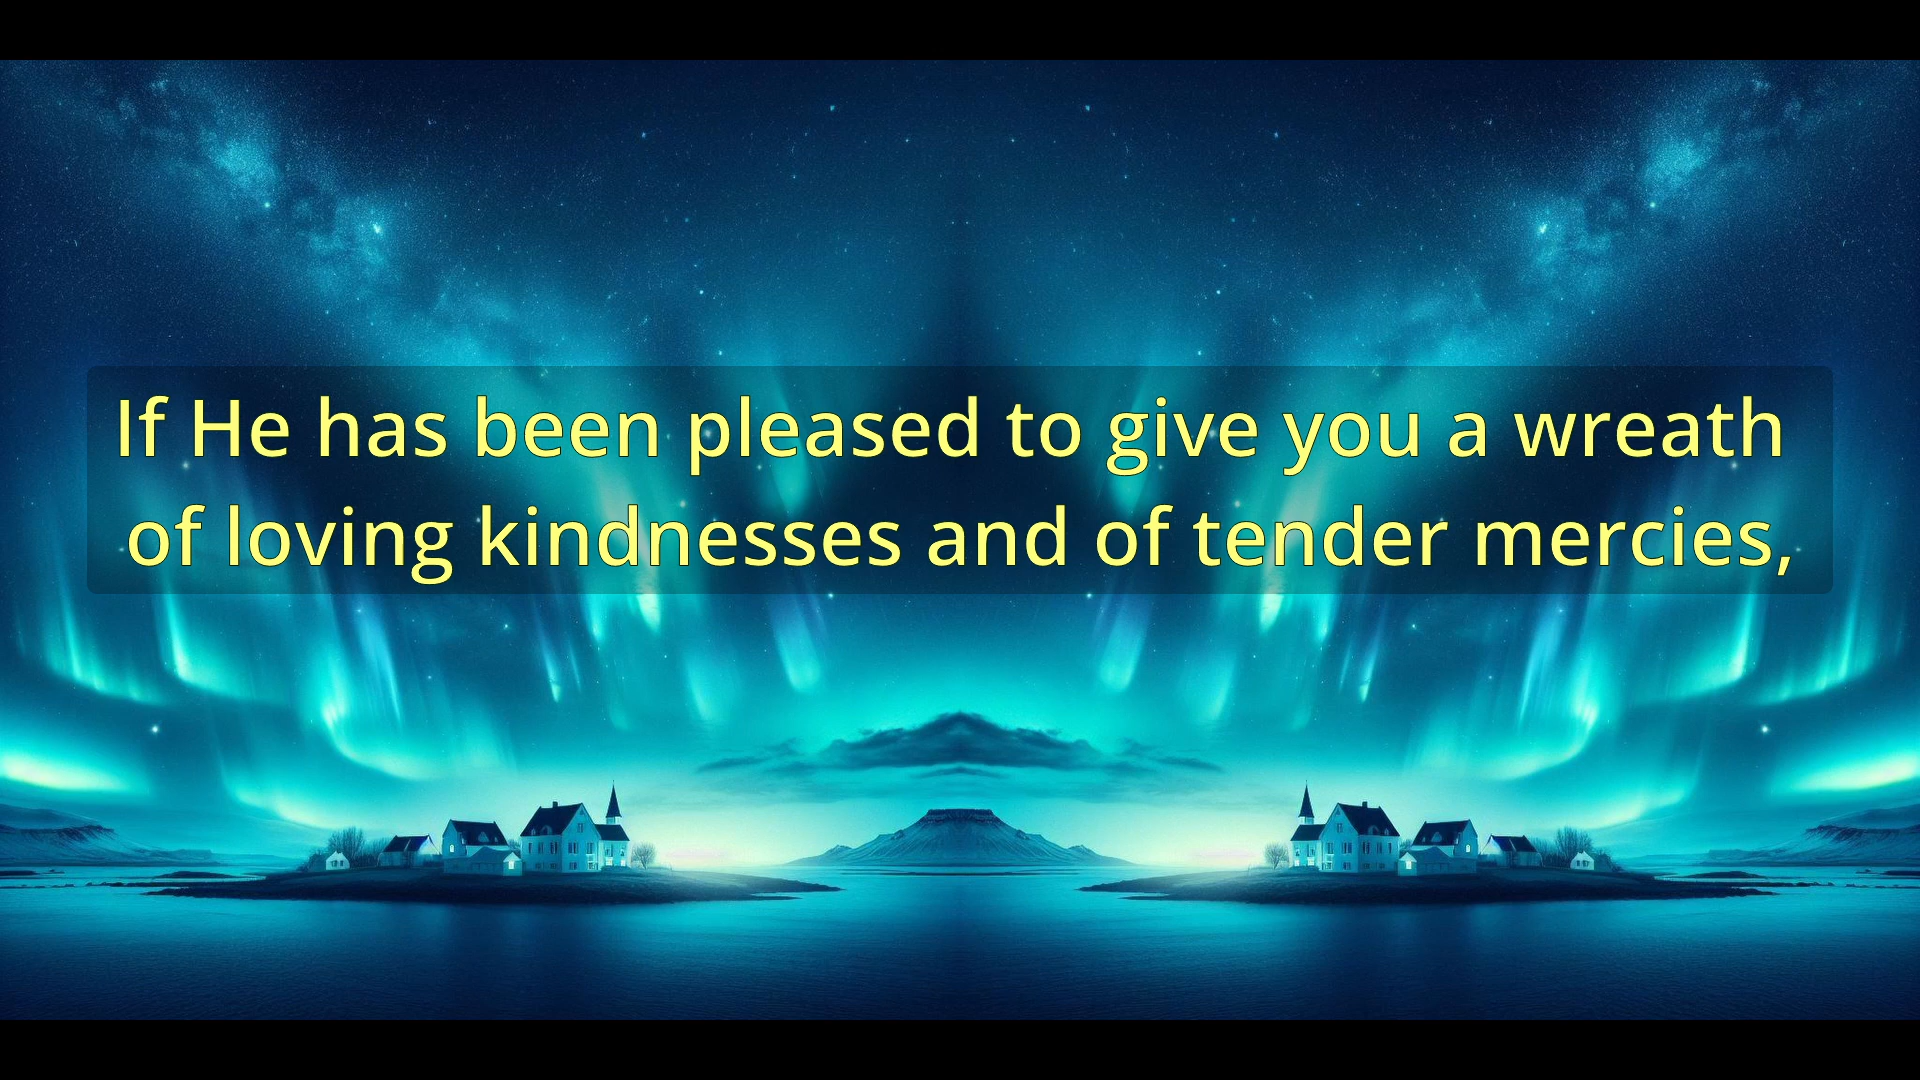 If He has been pleased to give you a wreath
of loving kindnesses and of tender mercies,